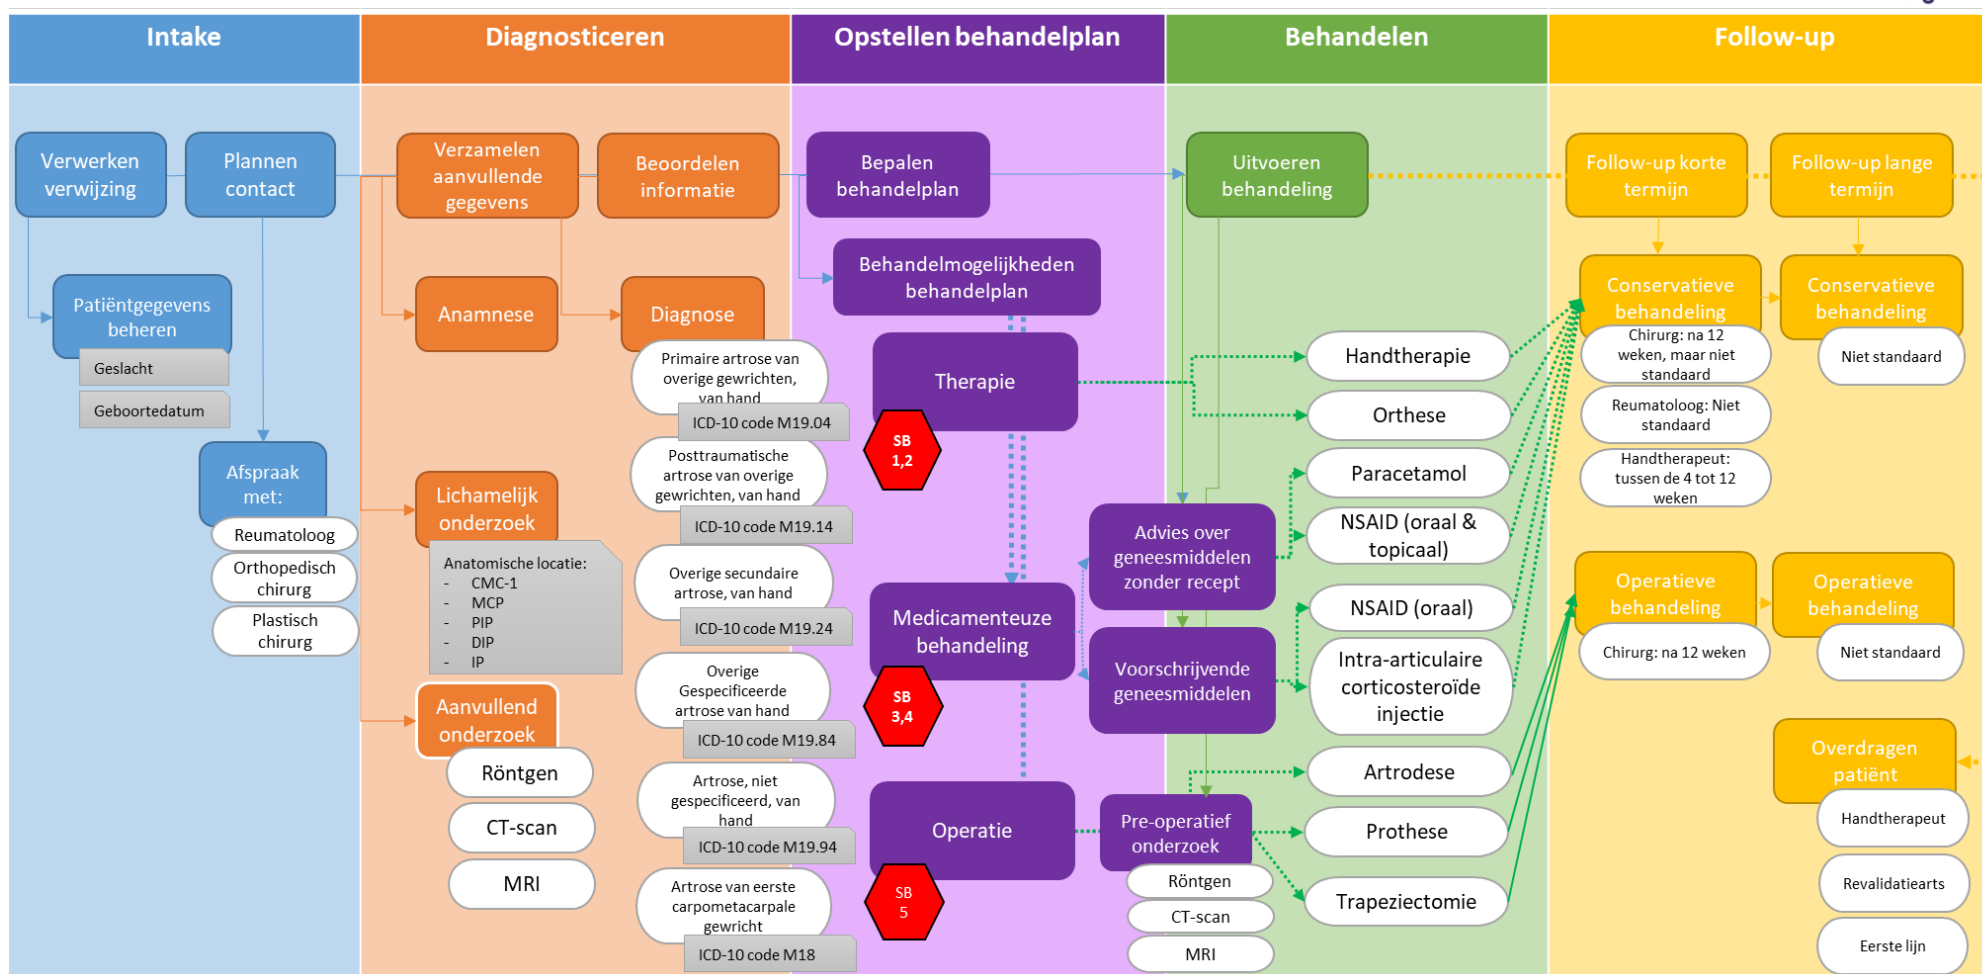 Intake
Diagnosticeren
Opstellen behandelplan
Behandelen
Follow-up
Verwerken
verwijzing
Plannen
contact
Patiëntgegevens
beheren
Geslacht
Geboortedatum
Afspraak
met:
Reumatoloog
Orthopedisch
chirurg
Plastisch
chirurg
Verzamelen
aanvullende
gegevens
Beoordelen
informatie
Anamnese
Diagnose
Primaire artrose van
overige gewrichten,
van hand
ICD-10 code M19.04
Posttraumatische
artrose van overige
gewrichten, van hand
ICD-10 code M19.14
Lichamelijk
onderzoek
Anatomische locatie:
- CMC-1
- MCP
- PIP
- DIP
- IP
Overige secundaire
artrose, van hand
ICD-10 code M19.24
Overige
Gespecificeerde
artrose van hand
ICD-10 code M19.84
Aanvullend
onderzoek
Röntgen
CT-scan
MRI
Artrose, niet
gespecificeerd, van
hand
ICD-10 code M19.94
Artrose van eerste
carpometacarpale
gewricht
ICD-10 code M18
Bepalen
behandelplan
Behandelmogelijkheden
behandelplan
Therapie
SB
1,2
Medicamenteuze
behandeling
SB
3,4
Advies over
geneesmiddelen
zonder recept
Voorschrijvende
geneesmiddelen
Operatie
SB
5
Pre-operatief
onderzoek
Röntgen
CT-scan
MRI
Uitvoeren
behandeling
Handtherapie
Orthese
Paracetamol
NSAID (oraal &
topicaal)
NSAID (oraal)
Intra-articulaire
corticosteroïde
injectie
Artrodese
Prothese
Trapeziectomie
Follow-up korte
termijn
Follow-up lange
termijn
Conservatieve
behandeling
Chirurg: na 12
weken, maar niet
standaard
Reumatoloog: Niet
standaard
Handtherapeut:
tussen de 4 tot 12
weken
Conservatieve
behandeling
Niet standaard
Operatieve
behandeling
Chirurg: na 12 weken
Operatieve
behandeling
Niet standaard
Overdragen
patiënt
Handtherapeut
Revalidatiearts
Eerste lijn